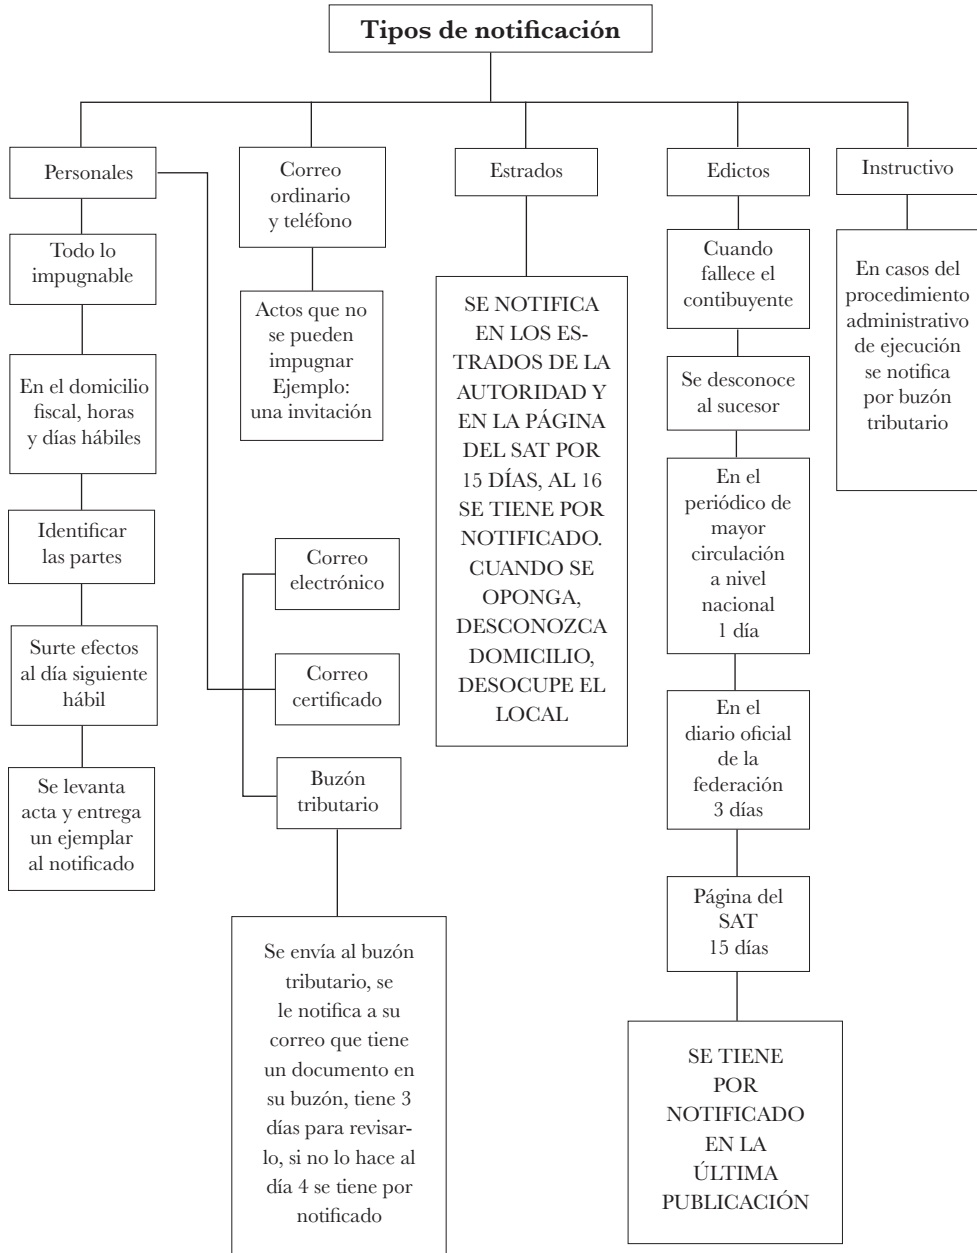 Tipos de notificación
Personales
Todo lo
impugnable
En el domicilio
fiscal, horas
y días hábiles
Identificar
las partes
Surte efectos
al día siguiente
hábil
Se levanta
acta y entrega
un ejemplar
al notificado
Correo
ordinario
y teléfono
Actos que no
se pueden
impugnar
Ejemplo:
una invitación
Correo
electrónico
Correo
certificado
Buzón
tributario
Se envía al buzón
tributario, se
le notifica a su
correo que tiene
un documento en
su buzón, tiene 3
días para revisar-
lo, si no lo hace al
día 4 se tiene por
notificado
Estrados
SE NOTIFICA
EN LOS ES-
TRADOS DE LA
AUTORIDAD Y
EN LA PÁGINA
DEL SAT POR
15 DÍAS, AL 16
SE TIENE POR
NOTIFICADO.
CUANDO SE
OPONGA,
DESCONOZCA
DOMICILIO,
DESOCUPE EL
LOCAL
Edictos
Cuando
fallece el
contibuyente
Se desconoce
al sucesor
En el
periódico de
mayor
circulación
a nivel
nacional
1 día
En el
diario oficial
de la
federación
3 días
Página del
SAT
15 días
SE TIENE
POR
NOTIFICADO
EN LA
ÚLTIMA
PUBLICACIÓN
Instructivo
En casos del
procedimiento
administrativo
de ejecución
se notifica
por buzón
tributario